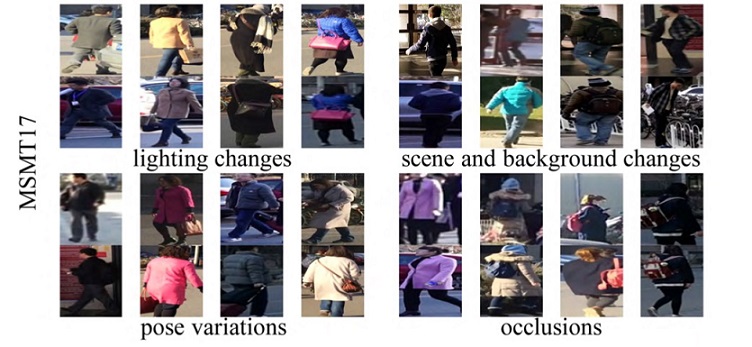 MSMT17
lighting changes
scene and background changes
pose variations
occlusions